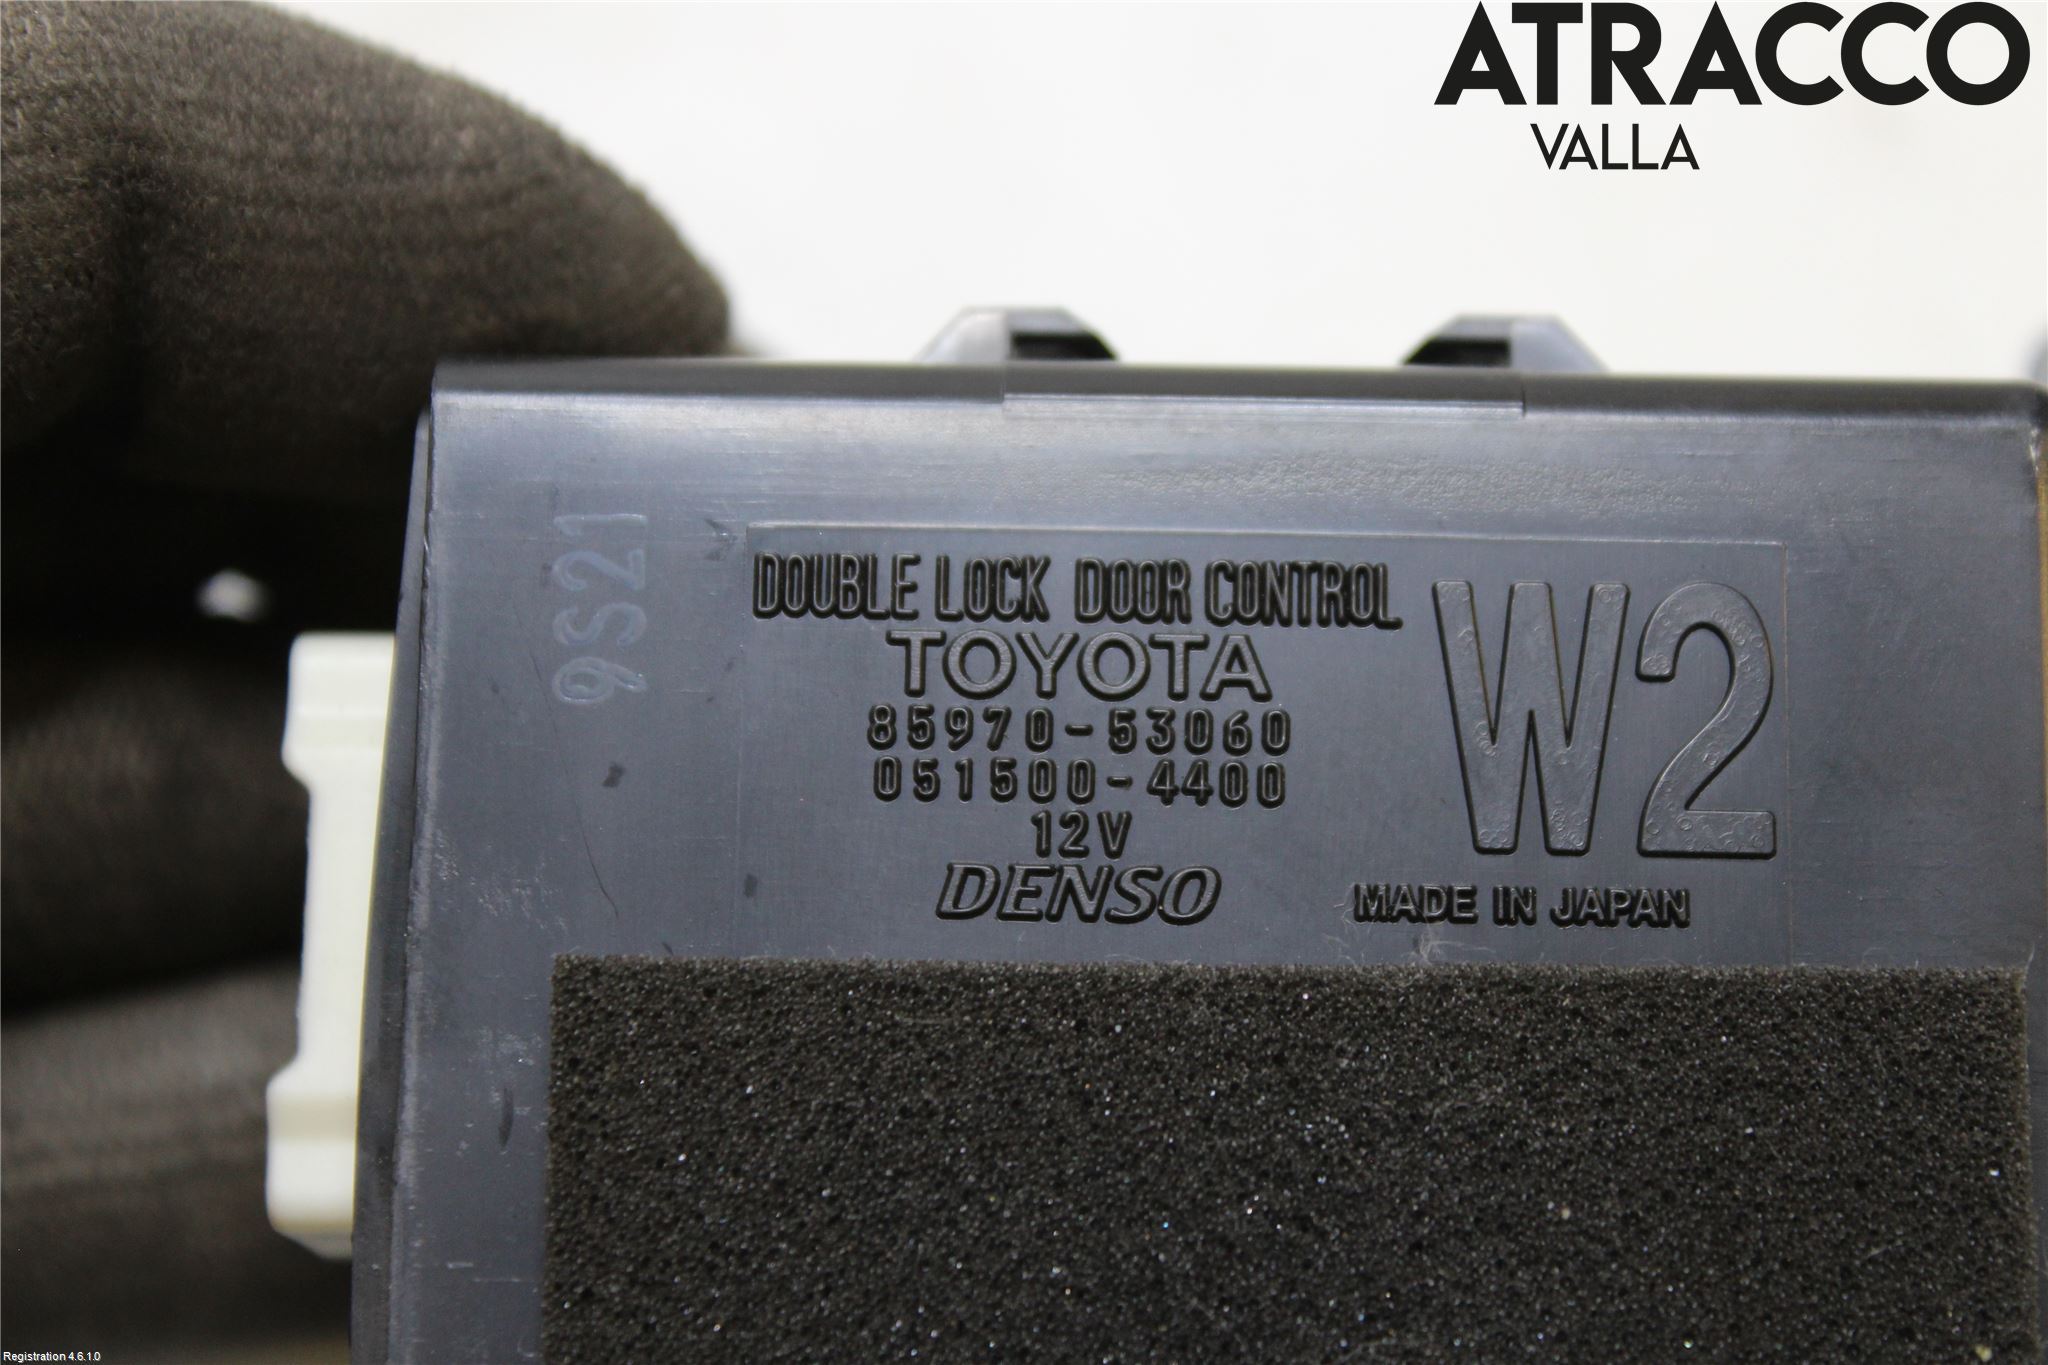 ATRACCO
VALLA
9S21
DOUBLE LOCK DOOR CONTROL
TOYOTA
85970-53060
051500-4400
12V
DENSO
W2
MADE IN JAPAN
Registration 4.6.1.0